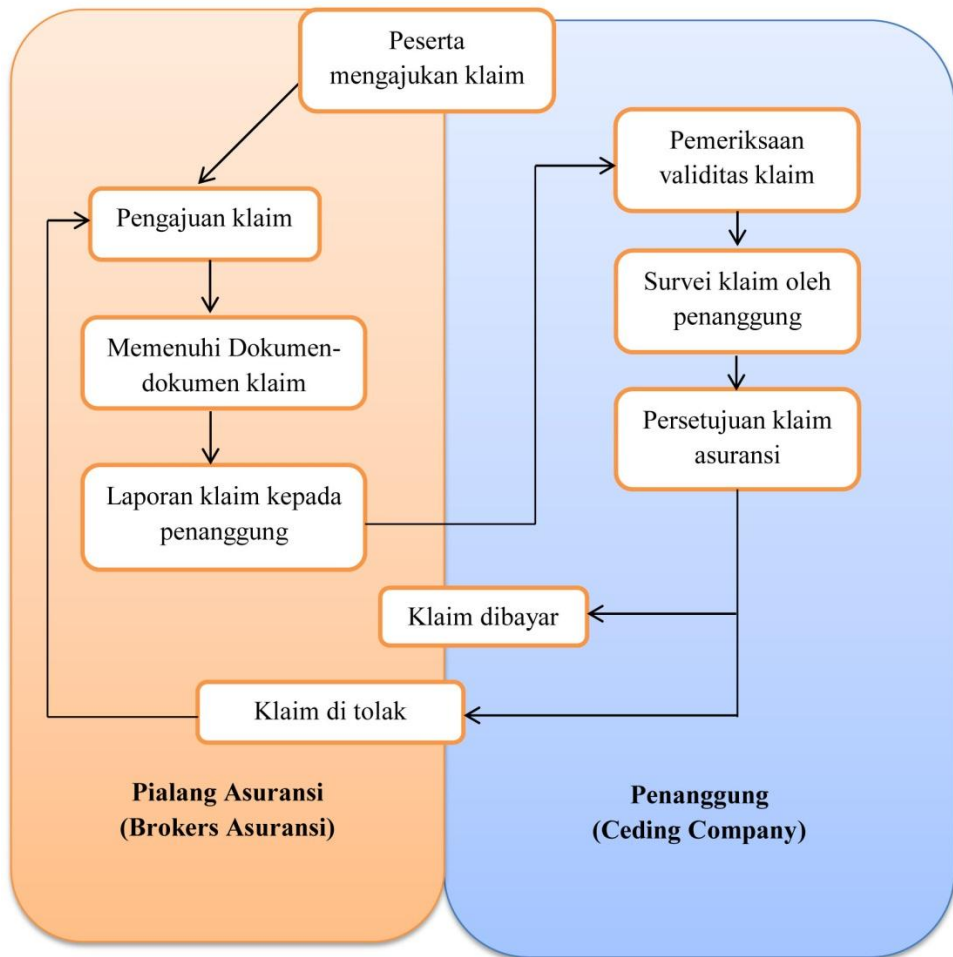 Peserta
mengajukan klaim
Pengajuan klaim
Memenuhi Dokumen-
dokumen klaim
Laporan klaim kepada
penanggung
Pemeriksaan
validitas klaim
Survei klaim oleh
penanggung
Persetujuan klaim
asuransi
Klaim dibayar
Klaim di tolak
Pialang Asuransi
(Brokers Asuransi)
Penanggung
(Ceding Company)